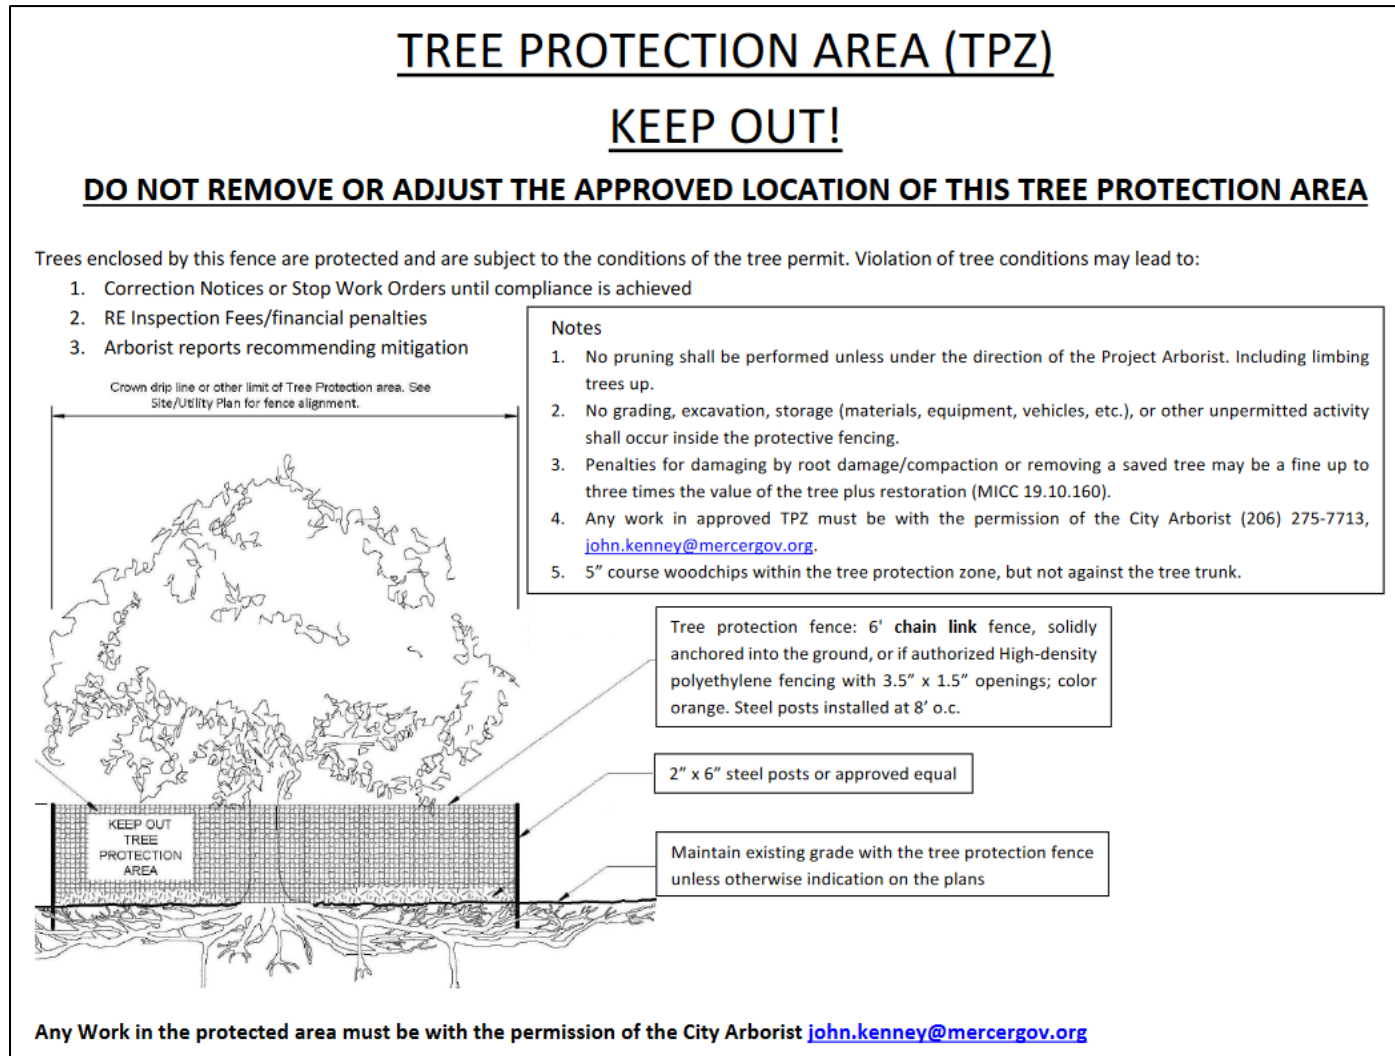 TREE PROTECTION AREA (TPZ)
KEEP OUT!
DO NOT REMOVE OR ADJUST THE APPROVED LOCATION OF THIS TREE PROTECTION AREA
Trees enclosed by this fence are protected and are subject to the conditions of the tree permit. Violation of tree conditions may lead to:
1. Correction Notices or Stop Work Orders until compliance is achieved
2. RE Inspection Fees/financial penalties
3. Arborist reports recommending mitigation
Notes
1. No pruning shall be performed unless under the direction of the Project Arborist. Including limbing
trees up.
2. No grading, excavation, storage (materials, equipment, vehicles, etc.), or other unpermitted activity
shall occur inside the protective fencing.
3. Penalties for damaging by root damage/compaction or removing a saved tree may be a fine up to
three times the value of the tree plus restoration (MICC 19.10.160).
4. Any work in approved TPZ must be with the permission of the City Arborist (206) 275-7713,
john.kenney@mercergov.org.
5. 5” course woodchips within the tree protection zone, but not against the tree trunk.
Crown drip line or other limit of Tree Protection area. See
Site/Utility Plan for fence alignment.
Tree protection fence: 6' chain link fence, solidly
anchored into the ground, or if authorized High-density
polyethylene fencing with 3.5” x 1.5” openings; color
orange. Steel posts installed at 8’ o.c.
2” x 6” steel posts or approved equal
KEEP OUT
TREE
PROTECTION
AREA
Maintain existing grade with the tree protection fence
unless otherwise indication on the plans
Any Work in the protected area must be with the permission of the City Arborist john.kenney@mercergov.org